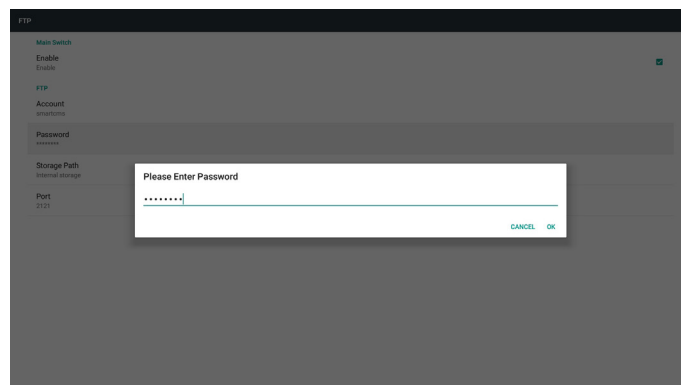 FTP
Main Switch
Enable
Enable
FTP
Account
smartcms
Password
********
Storage Path
Internal storage
Port
2121
Please Enter Password
••••••••
CANCEL OK